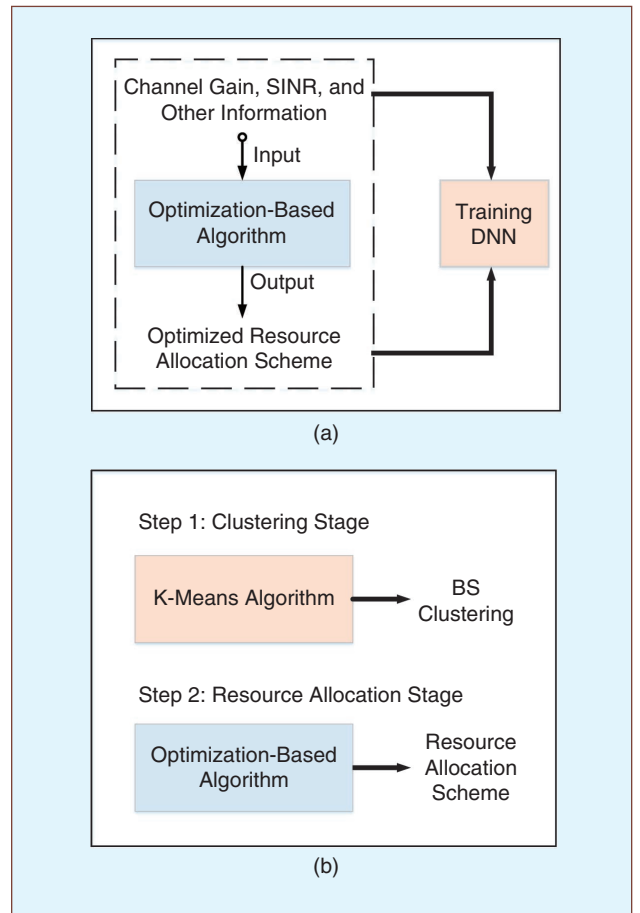 Channel Gain, SINR, and
Other Information
Input
Optimization-Based
Algorithm
Output
Optimized Resource
Allocation Scheme
Training
DNN
(a)
Step 1: Clustering Stage
K-Means Algorithm
BS
Clustering
Step 2: Resource Allocation Stage
Optimization-Based
Algorithm
Resource
Allocation
Scheme
(b)